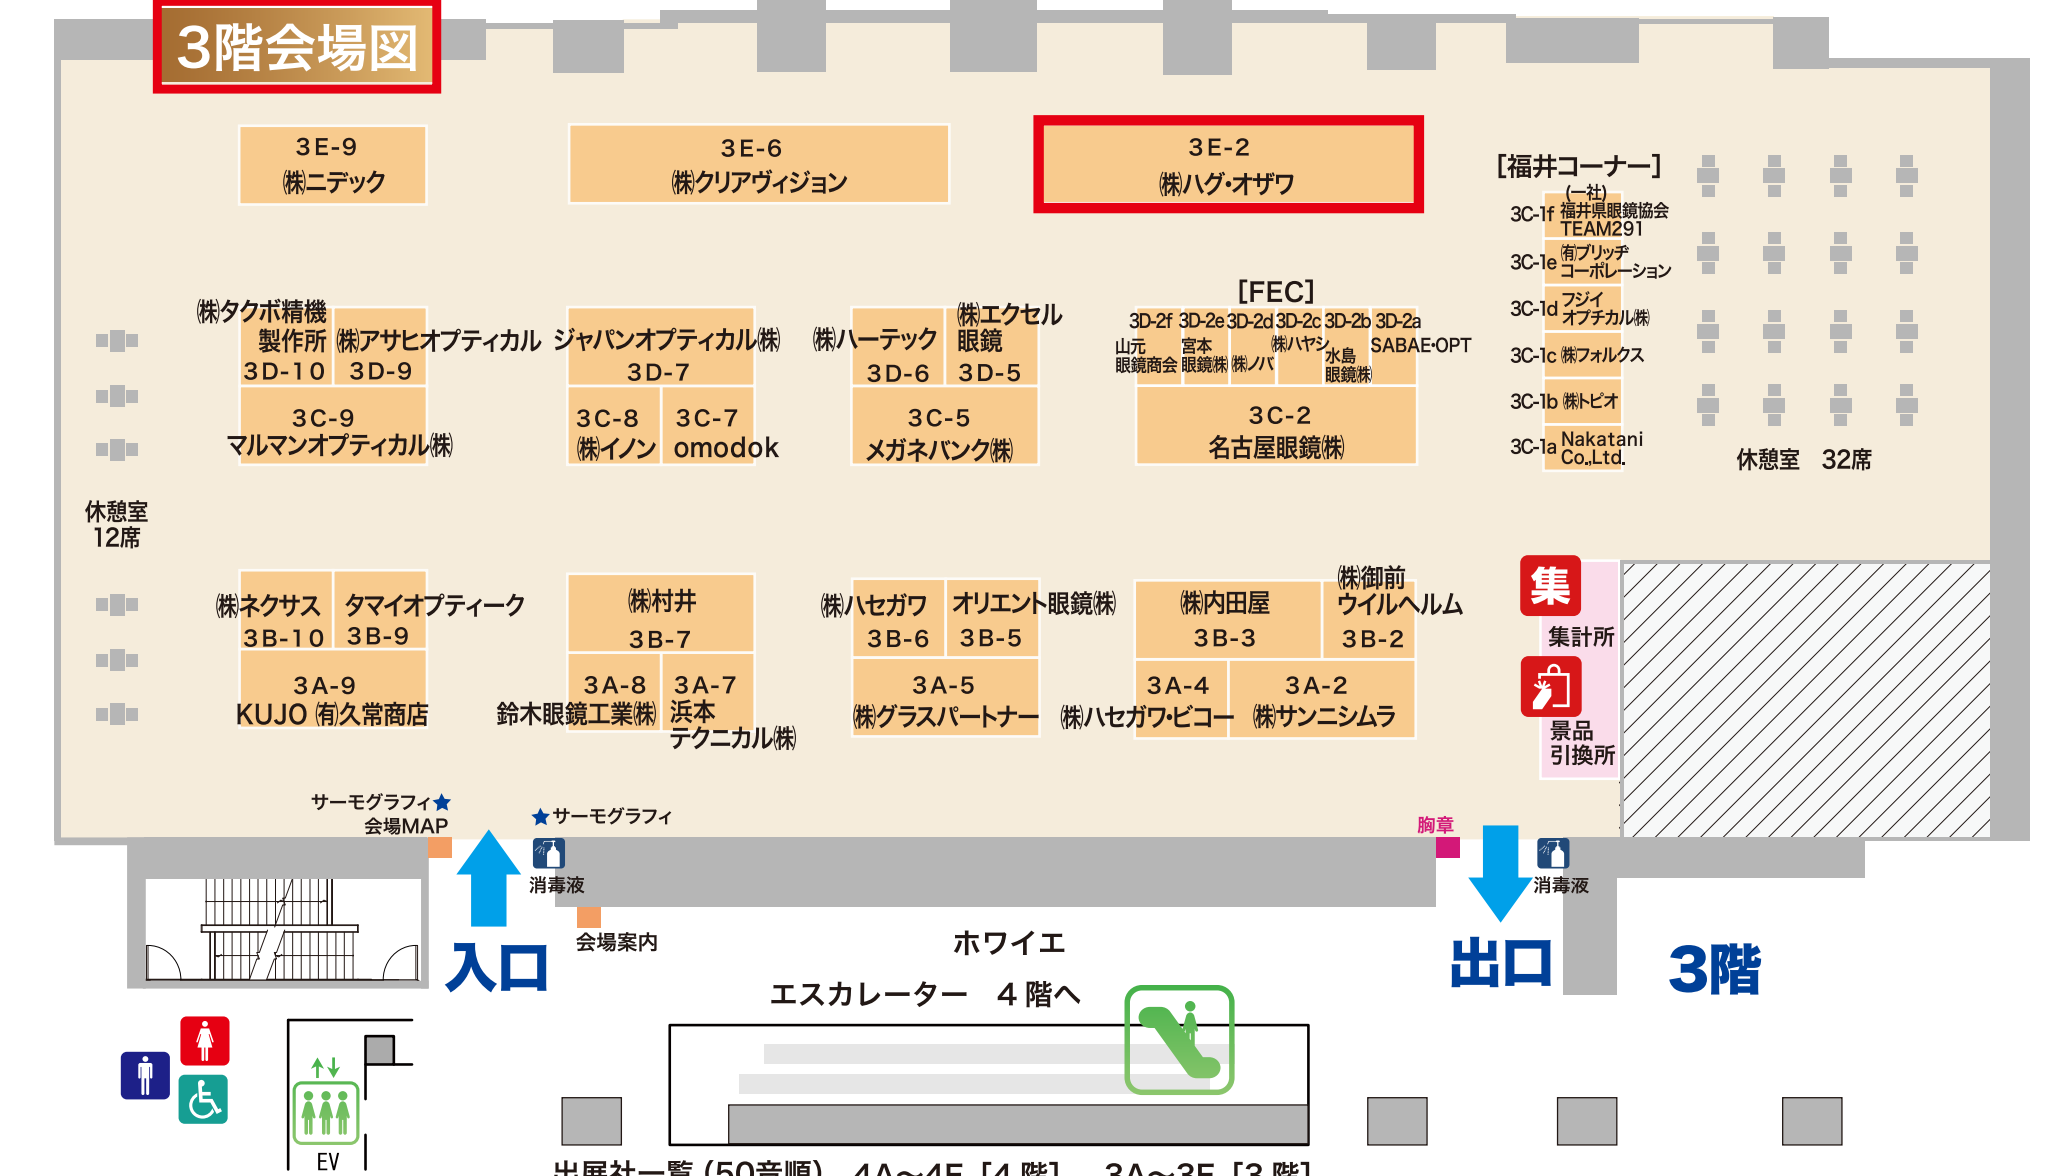 3階会場図
3E-9
㈱ニデック
3E-6
㈱クリアヴィジョン
3E-2
㈱ハグ・オザワ
[福井コーナー]
3C-1f
(一社)
福井県眼鏡協会
TEAM291
3C-1e
㈲ブリッヂ
コーポレーション
3C-1d
フジイ
オプチカル㈱
3C-1c ㈱フォルクス
3C-1b ㈱トピオ
3C-1a
Nakatani
Co.,Ltd.
休憩室 32席
㈱タクボ精機
製作所
3D-10
㈱アサヒオプティカル
3D-9
3C-9
マルマンオプティカル㈱
ジャパンオプティカル㈱
3D-7
3C-8
㈱イノン
3C-7
omodok
㈱ハーテック
3D-6
㈱エクセル
眼鏡
3D-5
3C-5
メガネバンク㈱
[FEC]
3D-2f
山元
眼鏡商会
3D-2e
宮本
眼鏡㈱
3D-2d
㈱ノバ
3D-2c
㈱ハヤシ
3D-2b
水島
眼鏡㈱
3D-2a
SABAE・OPT
3C-2
名古屋眼鏡㈱
休憩室
12席
㈱ネクサス
3B-10
タマイオプティーク
3B-9
3A-9
KUJO ㈲久常商店
㈱村井
3B-7
3A-8
鈴木眼鏡工業㈱
3A-7
浜本
テクニカル㈱
㈱ハセガワ
3B-6
オリエント眼鏡㈱
3B-5
3A-5
㈱グラスパートナー
㈱内田屋
3B-3
㈱御前
ウイルヘルム
3B-2
3A-4
㈱ハセガワ・ビコー
3A-2
㈱サンニシムラ
集
集計所
景品
引換所
サーモグラフィ★
会場MAP
★サーモグラフィ
消毒液
胸章
消毒液
入口
会場案内
ホワイエ
出口
3階
エスカレーター 4階へ
EV
出展社一覧（50音順） 4A～4F［4階］ 3A～3E［3階］